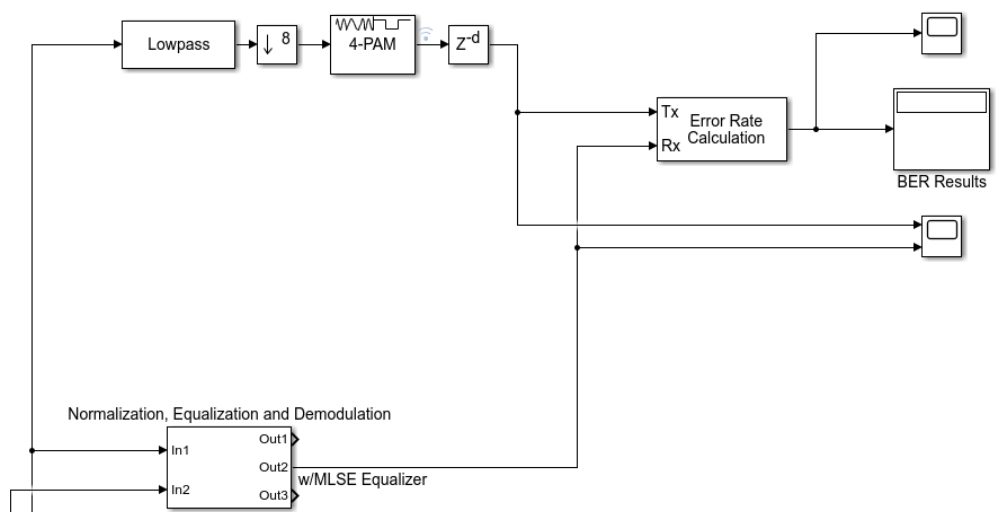 Lowpass
8
4-PAM
Z-d
Tx
Rx
Error Rate
Calculation
BER Results
Normalization, Equalization and Demodulation
In1
In2
Out1
Out2
Out3
w/MLSE Equalizer